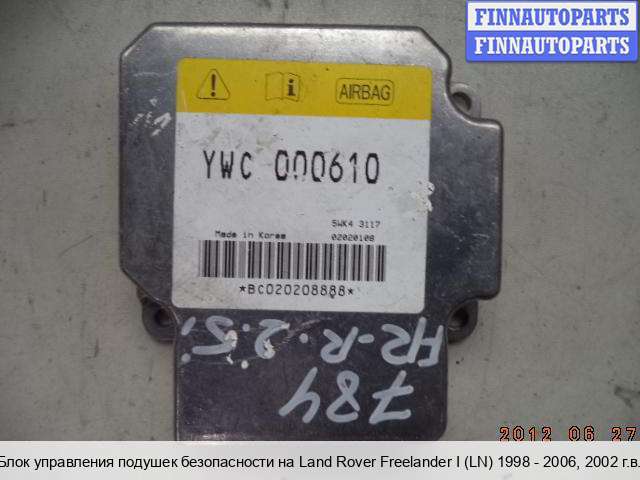 FINNAUTOPARTS
FINNAUTOPARTS
AIRBAG
YWC 000610
5WK4 3117
Made in Korea 02020108
*BC020208888*
FR-R.2.5i
784
2012 06 27
Блок управления подушек безопасности на Land Rover Freelander I (LN) 1998 - 2006, 2002 г.в.